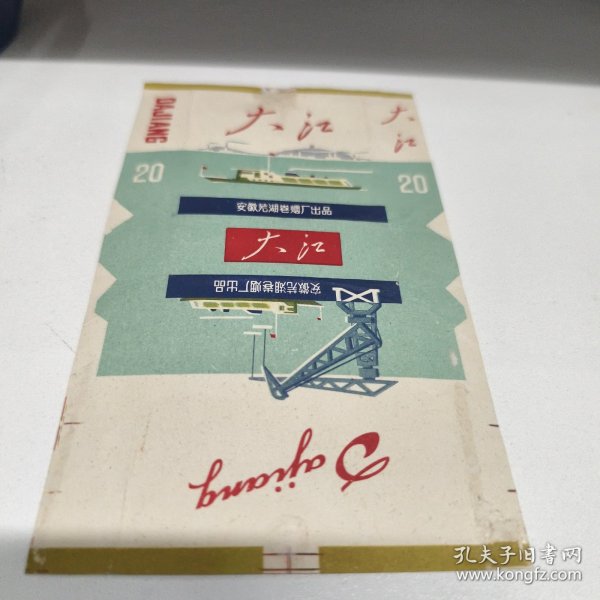 DAJIANG
大江
大江
20
20
安徽芜湖卷烟厂出品
大江
安徽芜湖卷烟厂出品
Dajiang
孔夫子旧书网
www.kongfz.com